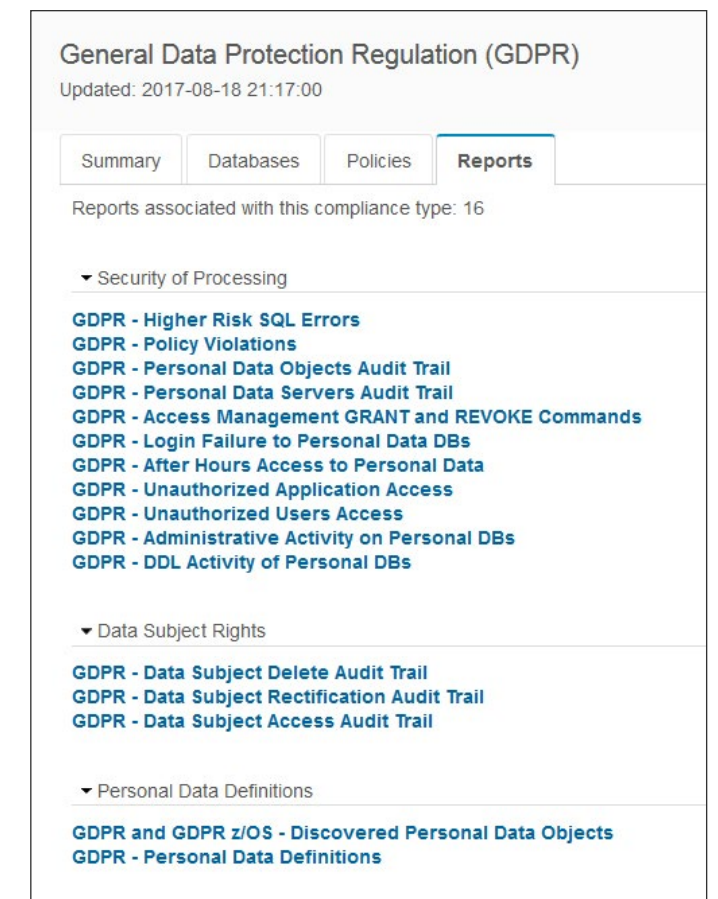 General Data Protection Regulation (GDPR)
Updated: 2017-08-18 21:17:00
Summary Databases Policies Reports
Reports associated with this compliance type: 16
Security of Processing
GDPR - Higher Risk SQL Errors
GDPR - Policy Violations
GDPR - Personal Data Objects Audit Trail
GDPR - Personal Data Servers Audit Trail
GDPR - Access Management GRANT and REVOKE Commands
GDPR - Login Failure to Personal Data DBs
GDPR - After Hours Access to Personal Data
GDPR - Unauthorized Application Access
GDPR - Unauthorized Users Access
GDPR - Administrative Activity on Personal DBs
GDPR - DDL Activity of Personal DBs
Data Subject Rights
GDPR - Data Subject Delete Audit Trail
GDPR - Data Subject Rectification Audit Trail
GDPR - Data Subject Access Audit Trail
Personal Data Definitions
GDPR and GDPR z/OS - Discovered Personal Data Objects
GDPR - Personal Data Definitions